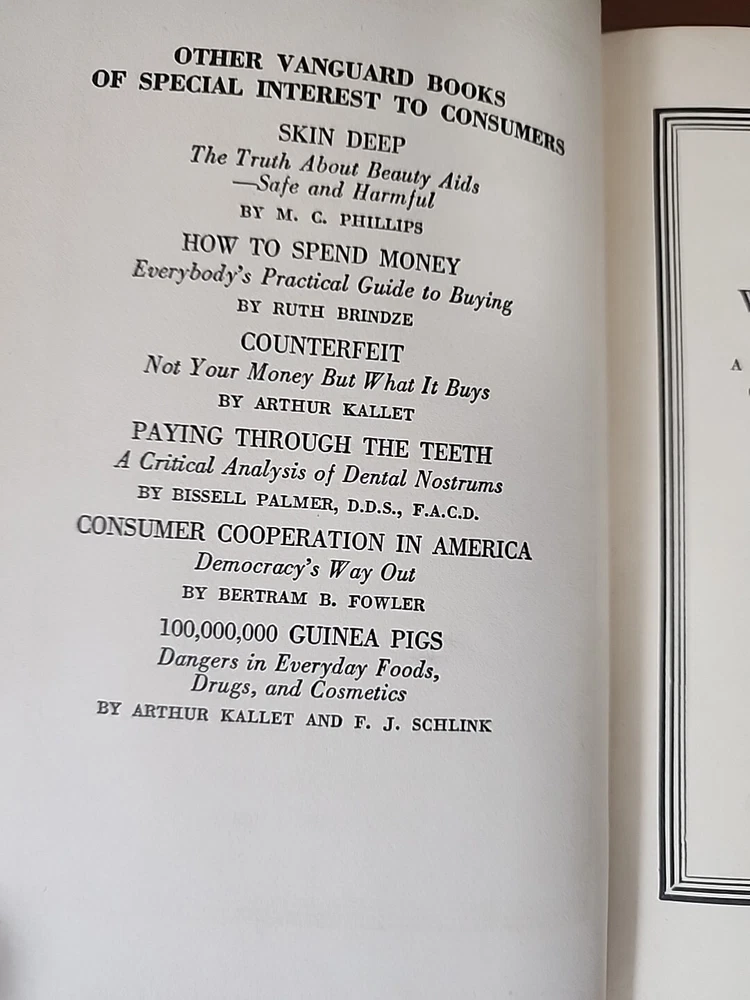 OTHER VANGUARD BOOKS
OF SPECIAL INTEREST TO CONSUMERS
SKIN DEEP
The Truth About Beauty Aids
—Safe and Harmful
BY M. C. PHILLIPS
HOW TO SPEND MONEY
Everybody's Practical Guide to Buying
BY RUTH BRINDZE
COUNTERFEIT
Not Your Money But What It Buys
BY ARTHUR KALLET
PAYING THROUGH THE TEETH
A Critical Analysis of Dental Nostrums
BY BISSELL PALMER, D.D.S., F.A.C.D.
CONSUMER COOPERATION IN AMERICA
Democracy's Way Out
BY BERTRAM B. FOWLER
100,000,000 GUINEA PIGS
Dangers in Everyday Foods,
Drugs, and Cosmetics
BY ARTHUR KALLET AND F. J. SCHLINK
A